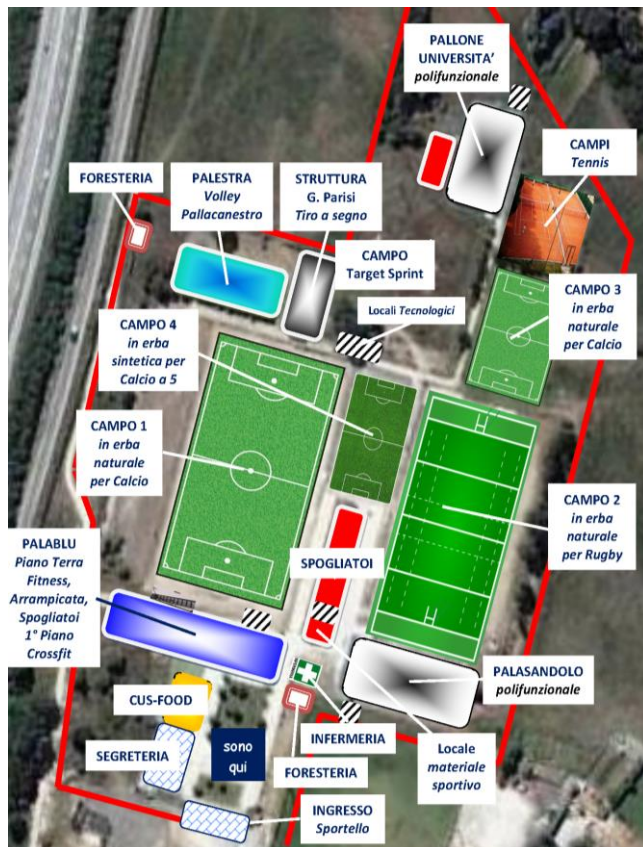 PALLONE
UNIVERSITA’
polifunzionale
CAMPI
Tennis
FORESTERIA
PALESTRA
Volley
Pallacanestro
STRUTTURA
G. Parisi
Tiro a segno
CAMPO
Target Sprint
CAMPO 3
in erba
naturale
per Calcio
Locali Tecnologici
CAMPO 4
in erba
sintetica per
Calcio a 5
CAMPO 1
in erba
naturale
per Calcio
CAMPO 2
in erba
naturale
per Rugby
SPOGLIATOI
PALABLU
Piano Terra
Fitness,
Arrampicata,
Spogliatoi
1° Piano
Crossfit
PALASANDOLO
polifunzionale
CUS-FOOD
INFERMERIA
SEGRETERIA
sono
qui
FORESTERIA
Locale
materiale
sportivo
INGRESSO
Sportello